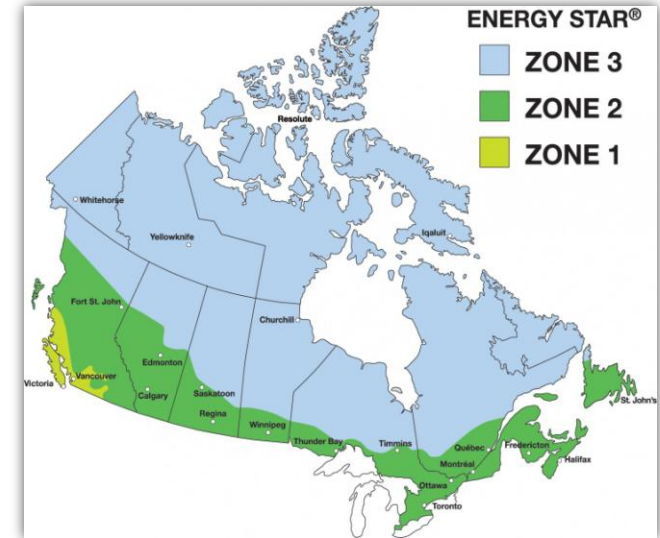 ENERGY STAR®
ZONE 3
ZONE 2
ZONE 1
Resolute
Whitehorse
Yellowknife
Iqaluit
Fort St. John
Churchill
Edmonton
Vancouver
Victoria
Calgary
Saskatoon
Regina
Winnipeg
Thunder Bay
Timmins
Québec
Fredericton
St. John's
Montréal
Halifax
Ottawa
Toronto